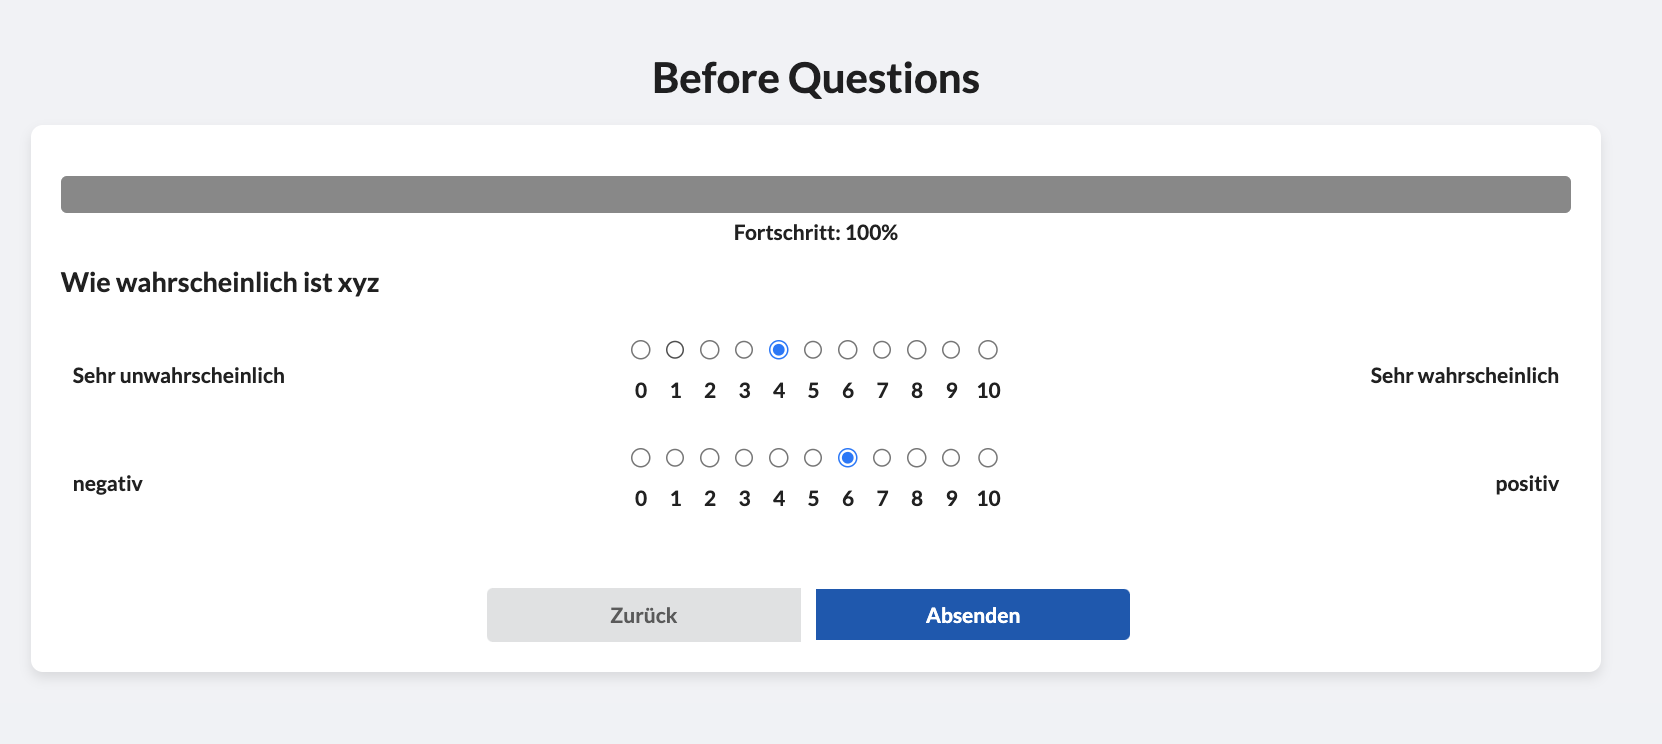 Before Questions
Fortschritt: 100%
Wie wahrscheinlich ist xyz
Sehr unwahrscheinlich 0 1 2 3 4 5 6 7 8 9 10 Sehr wahrscheinlich
negativ 0 1 2 3 4 5 6 7 8 9 10 positiv
Zurück Absenden